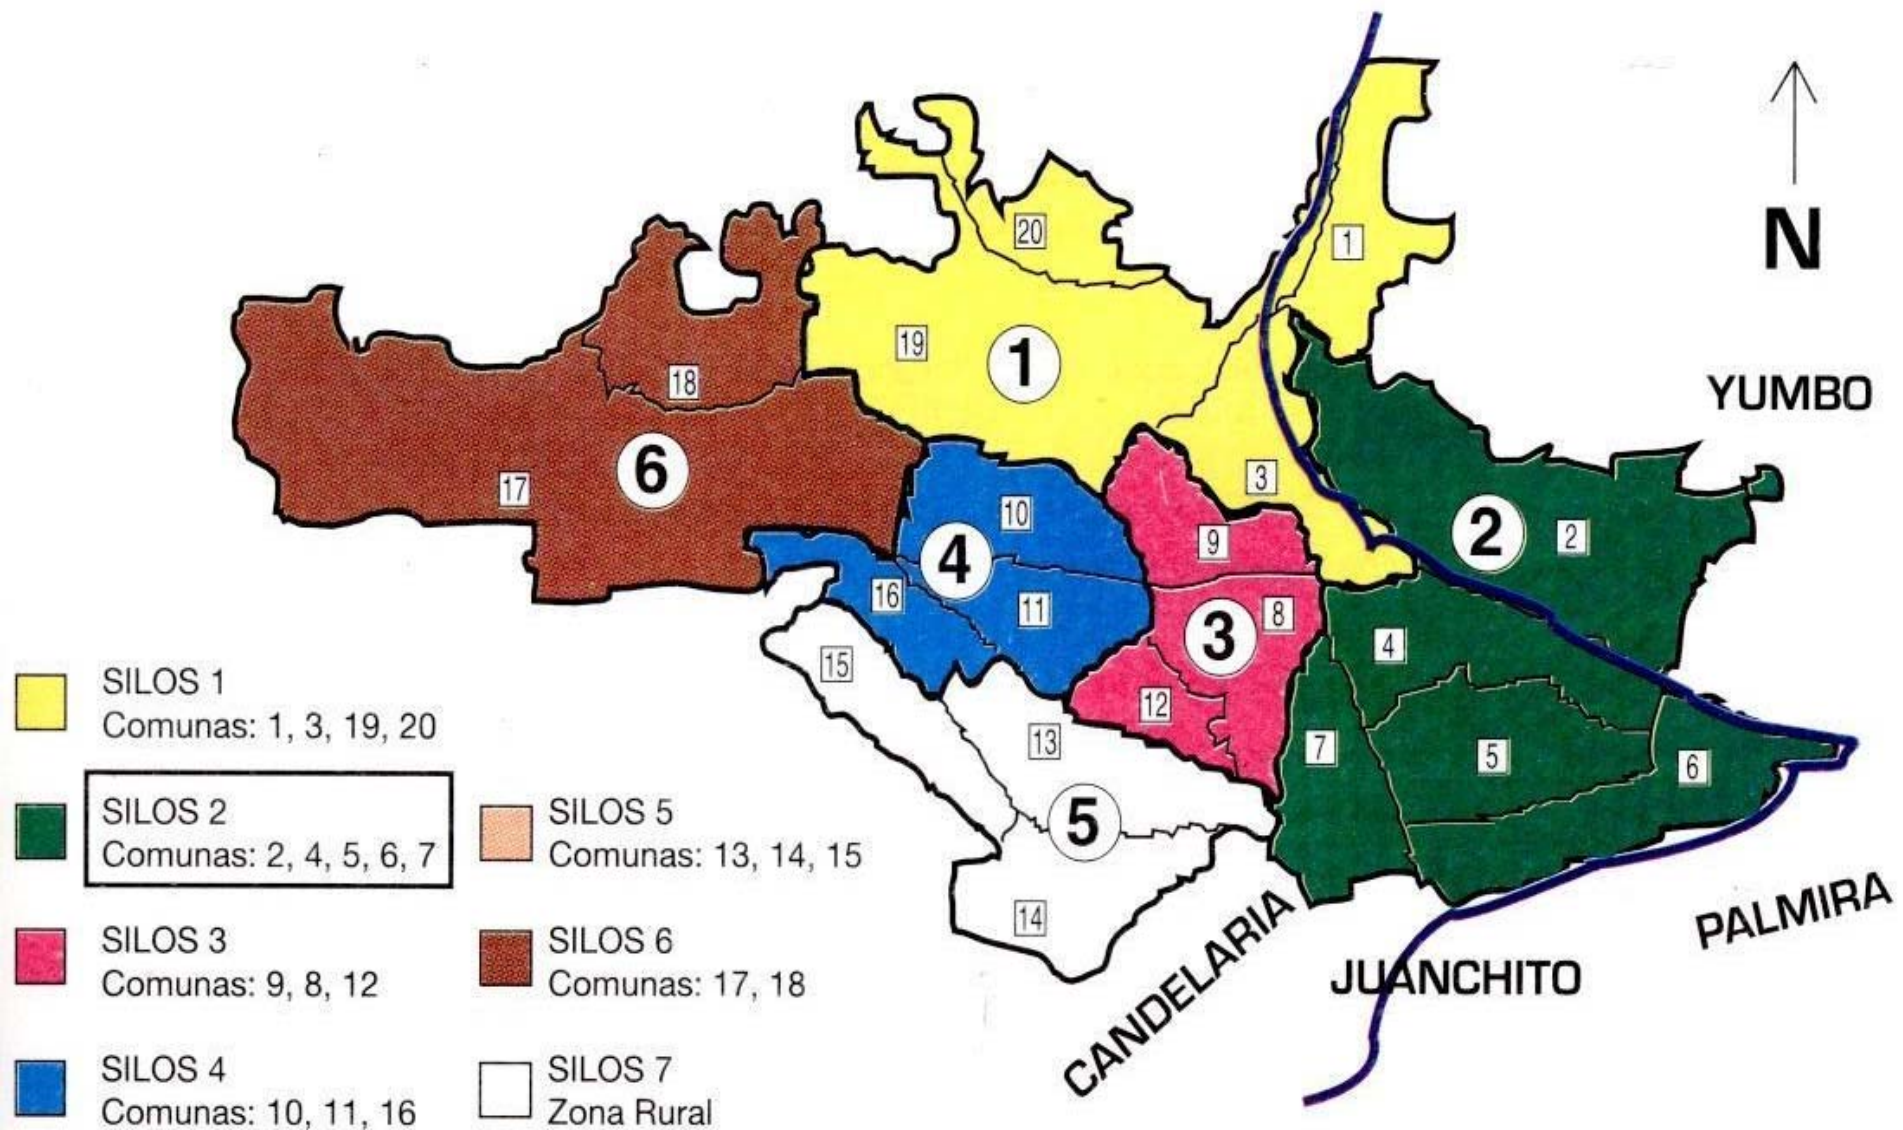 20
1
N
19
1
YUMBO
18
6
17
3
10
9
2
2
4
16
11
8
3
4
15
12
13
7
5
6
5
14
CANDELARIA
JUANCHITO
PALMIRA
SILOS 1
Comunas: 1, 3, 19, 20
SILOS 2
Comunas: 2, 4, 5, 6, 7
SILOS 3
Comunas: 9, 8, 12
SILOS 4
Comunas: 10, 11, 16
SILOS 5
Comunas: 13, 14, 15
SILOS 6
Comunas: 17, 18
SILOS 7
Zona Rural